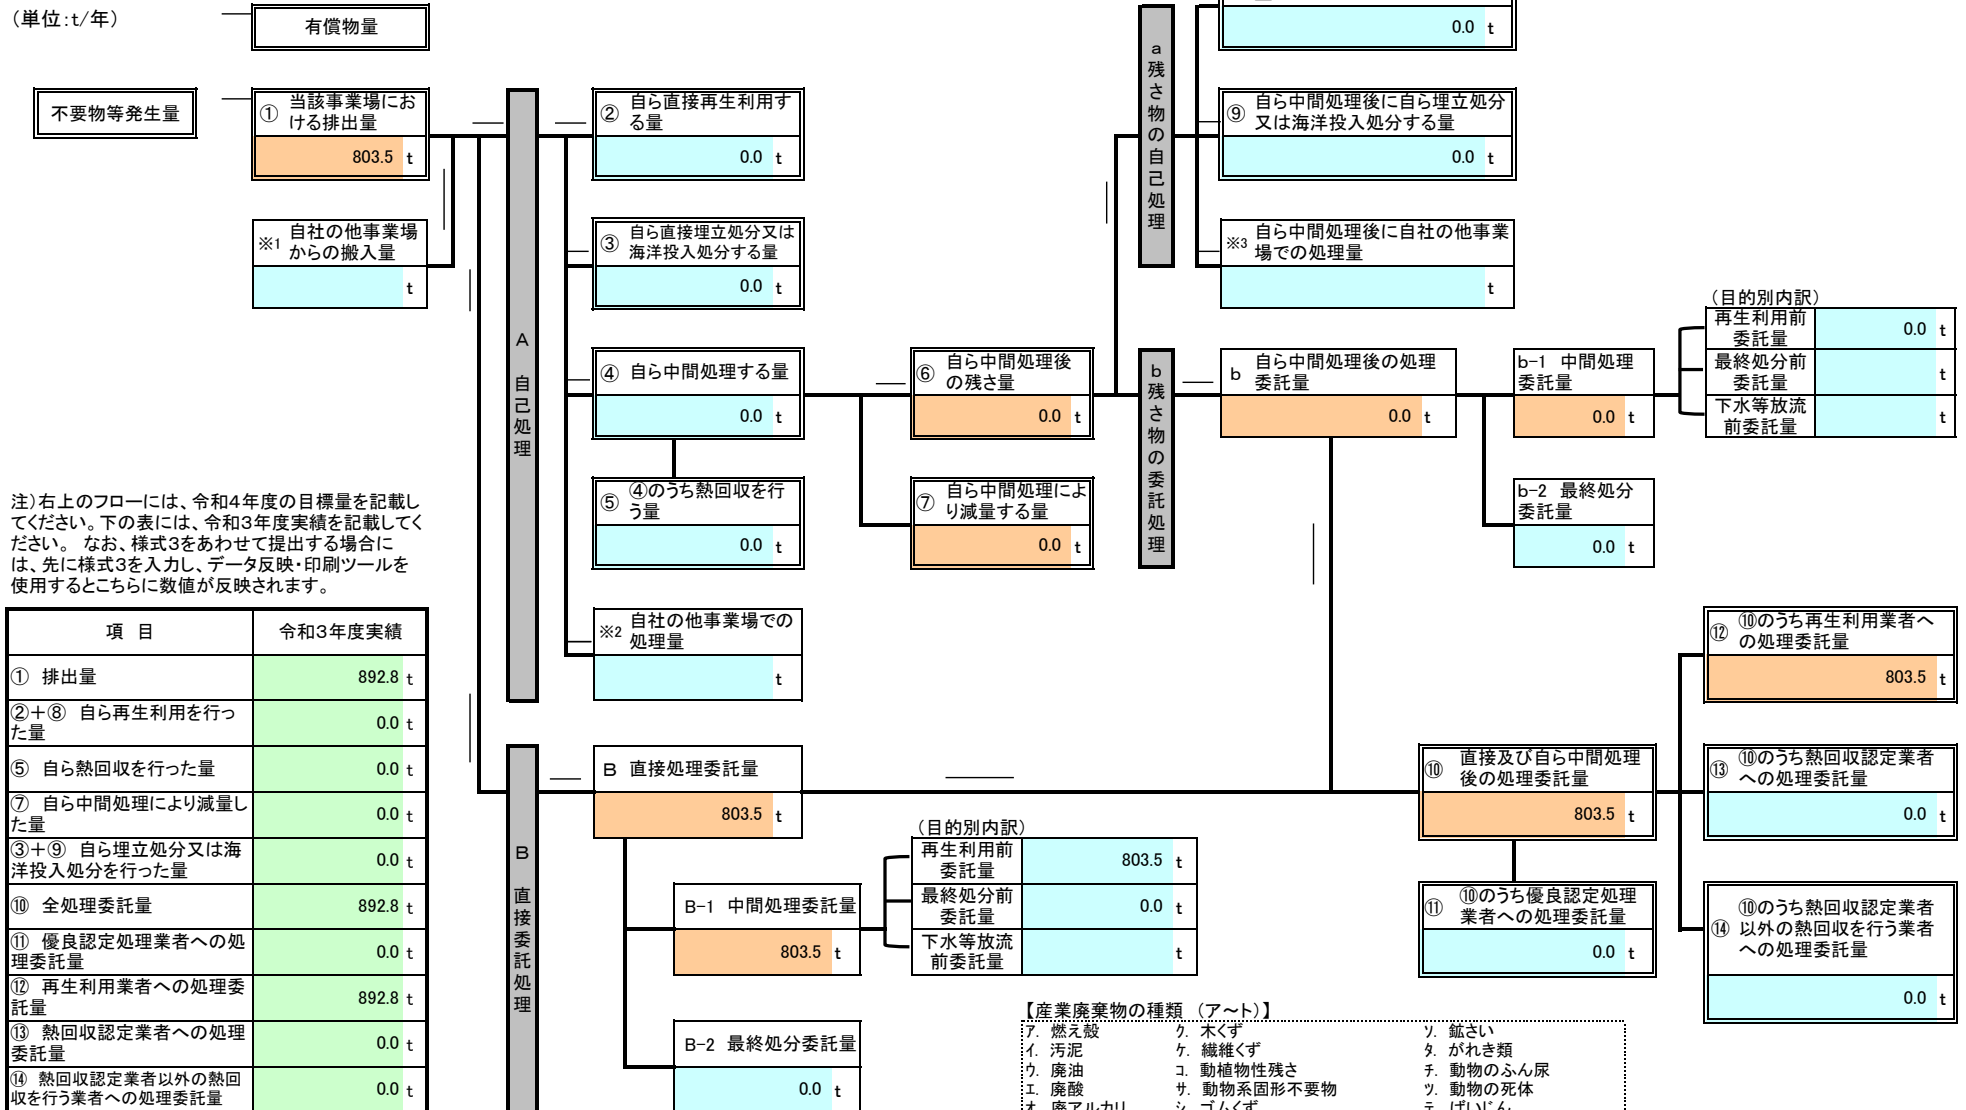 （単位：t/年）
有償物量
0.0 t
不要物等発生量
① 当該事業場にお
ける排出量
803.5 t
※1 自社の他事業場
からの搬入量
t
A 自己処理
② 自ら直接再生利用す
る量
0.0 t
③ 自ら直接埋立処分又は
海洋投入処分する量
0.0 t
④ 自ら中間処理する量
0.0 t
⑤ ④のうち熱回収を行
う量
0.0 t
※2 自社の他事業場での
処理量
t
⑥ 自ら中間処理後
の残さ量
0.0 t
⑦ 自ら中間処理によ
り減量する量
0.0 t
a残さ物の自己処理
⑨ 自ら中間処理後に自ら埋立処分
又は海洋投入処分する量
0.0 t
※3 自ら中間処理後に自社の他事業
場での処理量
t
b残さ物の委託処理
b 自ら中間処理後の処理
委託量
0.0 t
b-1 中間処理
委託量
0.0 t
b-2 最終処分
委託量
0.0 t
（目的別内訳）
再生利用前
委託量
0.0 t
最終処分前
委託量
t
下水等放流
前委託量
t
注）右上のフローには、令和４年度の目標量を記載し
てください。下の表には、令和３年度実績を記載してく
ださい。 なお、様式３をあわせて提出する場合に
は、先に様式３を入力し、データ反映・印刷ツールを
使用するとこちらに数値が反映されます。
項 目 令和３年度実績
① 排出量 892.8 t
②＋⑧ 自ら再生利用を行っ
た量
0.0 t
⑤ 自ら熱回収を行った量 0.0 t
⑦ 自ら中間処理により減量し
た量
0.0 t
③＋⑨ 自ら埋立処分又は海
洋投入処分を行った量
0.0 t
⑩ 全処理委託量 892.8 t
⑪ 優良認定処理業者への処
理委託量
0.0 t
⑫ 再生利用業者への処理委
託量
892.8 t
⑬ 熱回収認定業者への処理
委託量
0.0 t
⑭ 熱回収認定業者以外の熱回
収を行う業者への処理委託量
0.0 t
B 直接委託処理
B 直接処理委託量
803.5 t
B-1 中間処理委託量
803.5 t
B-2 最終処分委託量
0.0 t
（目的別内訳）
再生利用前
委託量
803.5 t
最終処分前
委託量
0.0 t
下水等放流
前委託量
t
⑩ 直接及び自ら中間処理
後の処理委託量
803.5 t
⑪ ⑩のうち優良認定処理
業者への処理委託量
0.0 t
⑫ ⑩のうち再生利用業者へ
の処理委託量
803.5 t
⑬ ⑩のうち熱回収認定業者
への処理委託量
0.0 t
⑭ ⑩のうち熱回収認定業者
以外の熱回収を行う業者
への処理委託量
0.0 t
【産業廃棄物の種類 （ア～ト）】
ｱ. 燃え殻 ｸ. 木くず ｿ. 鉱さい
ｲ. 汚泥 ｹ. 繊維くず ﾀ. がれき類
ｳ. 廃油 ｺ. 動植物性残さ ﾁ. 動物のふん尿
ｴ. 廃酸 ｻ. 動物系固形不要物 ﾂ. 動物の死体
ｵ. 廃アルカリ ｼ. ゴムくず ﾃ. ばいじん